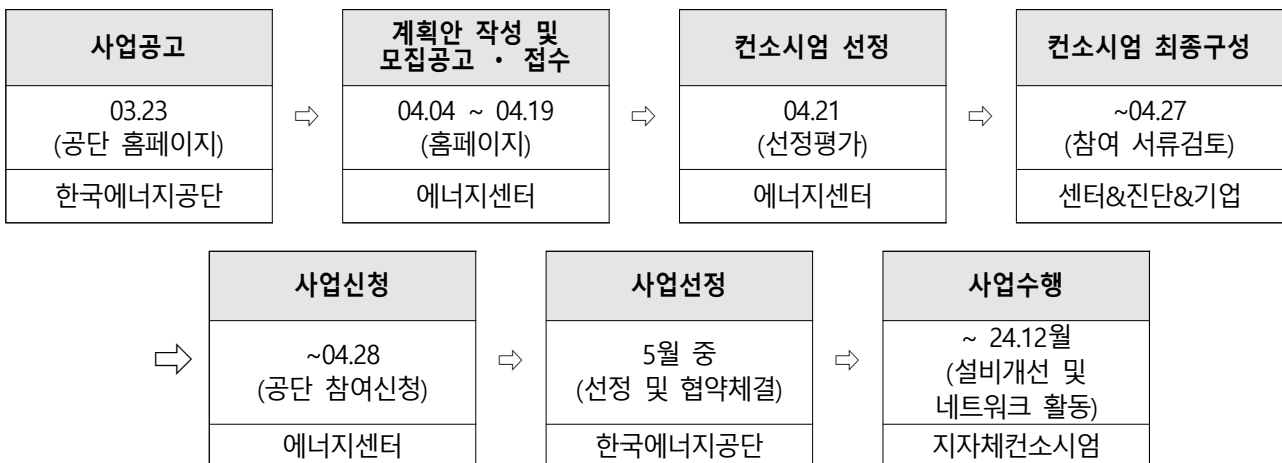 사업공고
03.23
(공단 홈페이지)
한국에너지공단
⇨
계획안 작성 및
모집공고 · 접수
04.04 ~ 04.19
(홈페이지)
에너지센터
⇨
컨소시엄 선정
04.21
(선정평가)
에너지센터
⇨
컨소시엄 최종구성
~04.27
(참여 서류검토)
센터&진단&기업
⇨
사업신청
~04.28
(공단 참여신청)
에너지센터
⇨
사업선정
5월 중
(선정 및 협약체결)
한국에너지공단
⇨
사업수행
~ 24.12월
(설비개선 및
네트워크 활동)
지자체컨소시엄